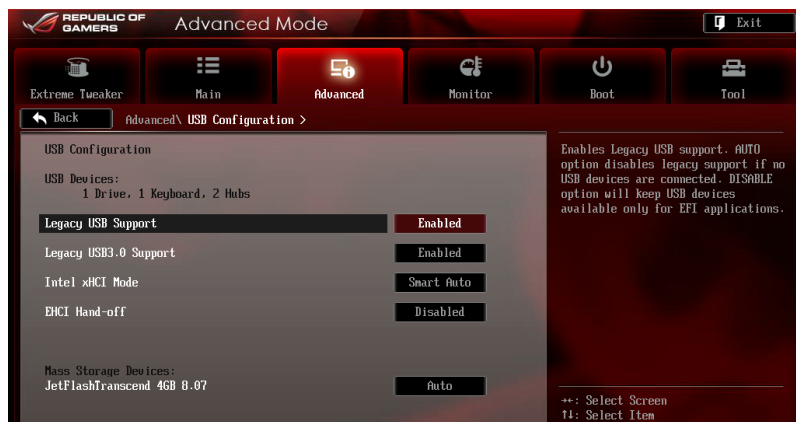 REPUBLIC OF
GAMERS
Advanced Mode
Exit
Extreme Tweaker
Main
Advanced
Monitor
Boot
Tool
Back
Advanced\ USB Configuration >
USB Configuration
USB Devices:
1 Drive, 1 Keyboard, 2 Hubs
Legacy USB Support
Enabled
Legacy USB3.0 Support
Enabled
Intel xHCI Mode
Smart Auto
EHCI Hand-off
Disabled
Mass Storage Devices:
JetFlashTranscend 4GB 8.07
Auto
Enables Legacy USB support. AUTO
option disables legacy support if no
USB devices are connected. DISABLE
option will keep USB devices
available only for EFI applications.
→←: Select Screen
↑↓: Select Item